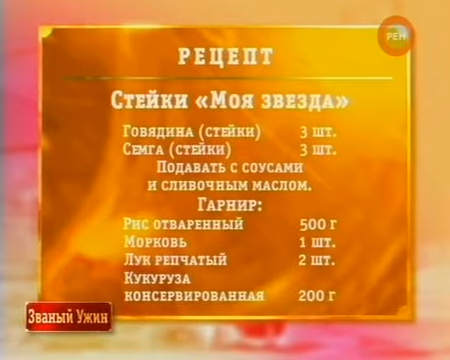 РЕН
РЕЦЕПТ
Стейки «Моя звезда»
Говядина (стейки) 3 шт.
Семга (стейки) 3 шт.
Подавать с соусами
и сливочным маслом.
Гарнир:
Рис отваренный 500 г
Морковь 1 шт.
Лук репчатый 2 шт.
Кукуруза
консервированная 200 г
Званый Ужин